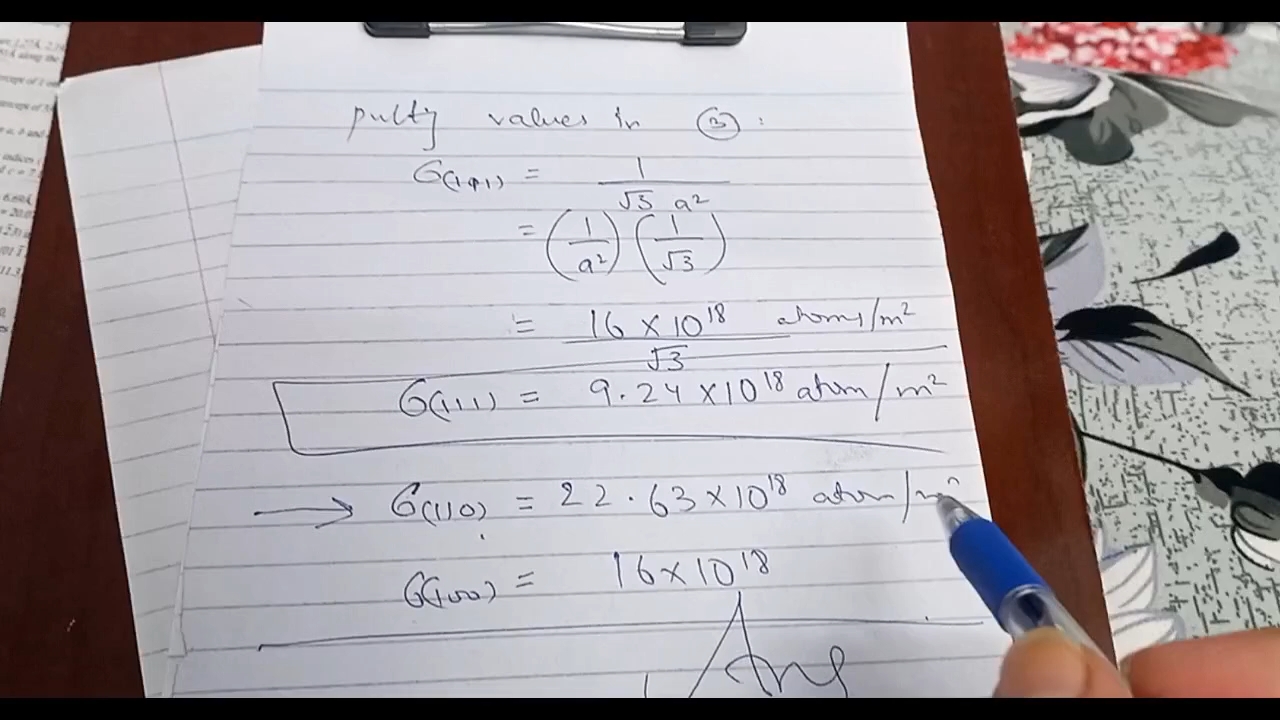 putty values in ③ :
G(111) = 1 / √3 a²
= (1/a²) (1/√3)
= 16 × 10¹⁸ / √3 atoms/m²
G(111) = 9.24 × 10¹⁸ atom/m²
→ G(110) = 22.63 × 10¹⁸ atom/m²
G(100) = 16 × 10¹⁸
Ans